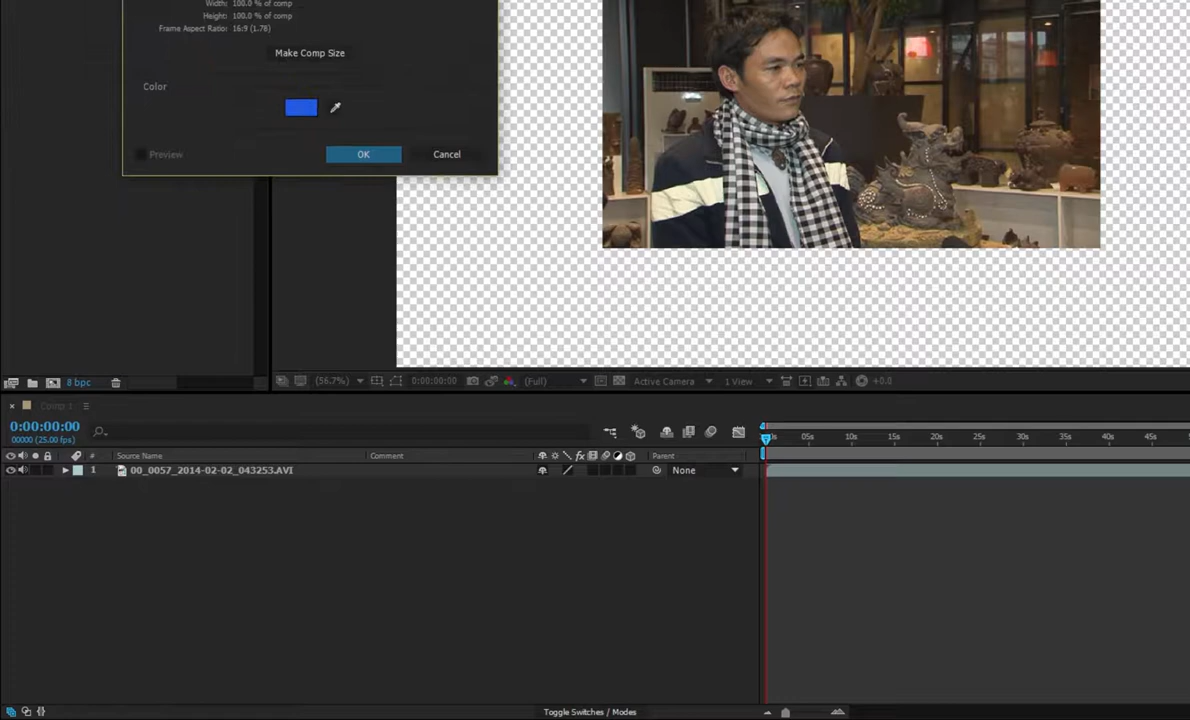 Width: 100.0 % of comp
Height: 100.0 % of comp
Frame Aspect Ratio: 16:9 (1.78)
Make Comp Size
Color
Preview
OK
Cancel
8 bpc
(56.7%)
0:00:00:00
(Full)
Active Camera
1 View
+0.0
Comp 1
0:00:00:00
00000 (25.00 fps)
05s
10s
15s
20s
25s
30s
35s
40s
45s
#
Source Name
Comment
Parent
1
00_0057_2014-02-02_043253.AVI
None
Toggle Switches / Modes